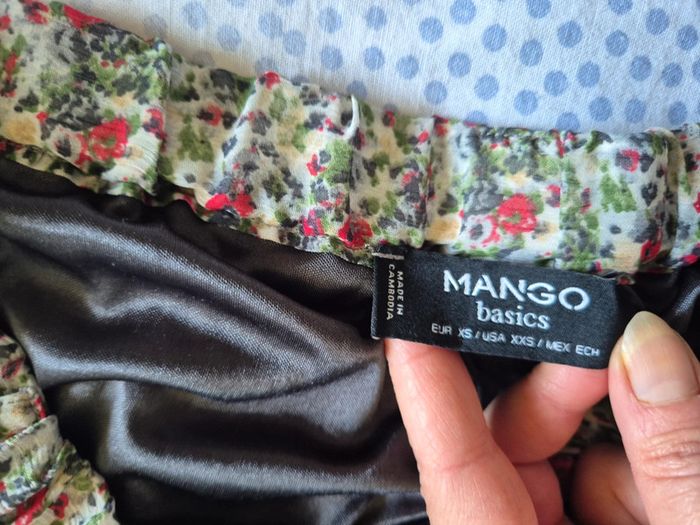 MANGO
basics
EUR XS / USA XXS / MEX ECH
MADE IN
CAMBODIA